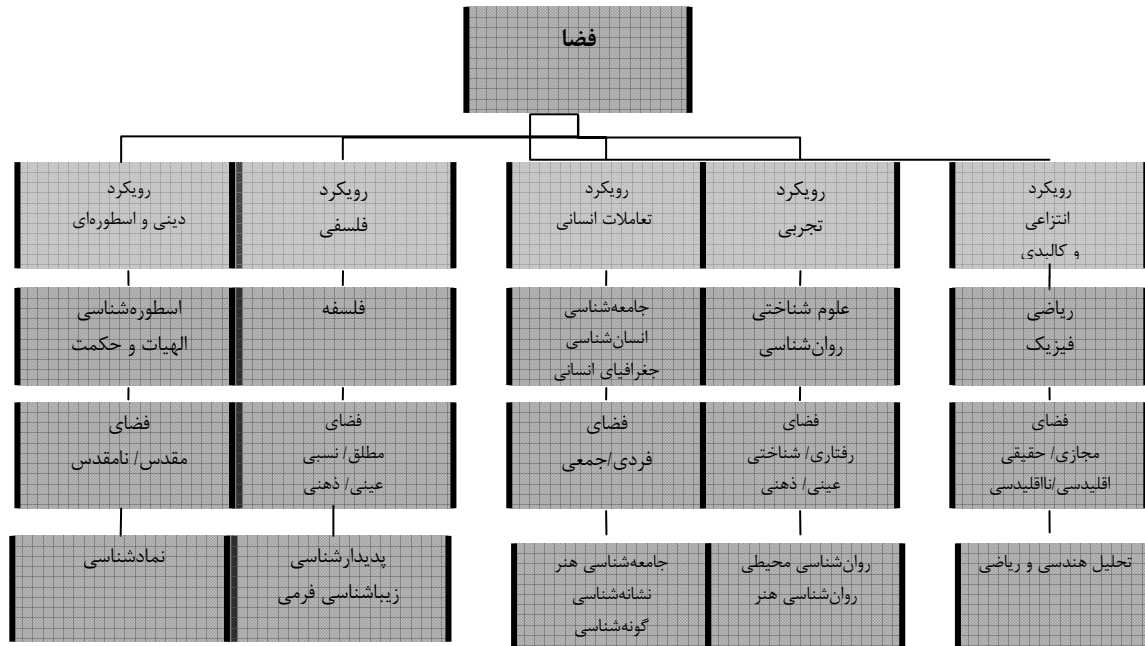 فضا
رویکرد
انتزاعی
و کالبدی
رویکرد
تجربی
رویکرد
تعاملات انسانی
رویکرد
فلسفی
رویکرد
دینی و اسطوره‌ای
ریاضی
فیزیک
علوم شناختی
روان‌شناسی
جامعه‌شناسی
انسان‌شناسی
جغرافیای انسانی
فلسفه
اسطوره‌شناسی
الهیات و حکمت
فضای
مجازی/ حقیقی
اقلیدسی/نااقلیدسی
فضای
رفتاری/ شناختی
عینی/ ذهنی
فضای
فردی/جمعی
فضای
مطلق/ نسبی
عینی/ ذهنی
فضای
مقدس/ نامقدس
تحلیل هندسی و ریاضی
روان‌شناسی محیطی
روان‌شناسی هنر
جامعه‌شناسی هنر
نشانه‌شناسی
گونه‌شناسی
پدیدارشناسی
زیباشناسی فرمی
نمادشناسی